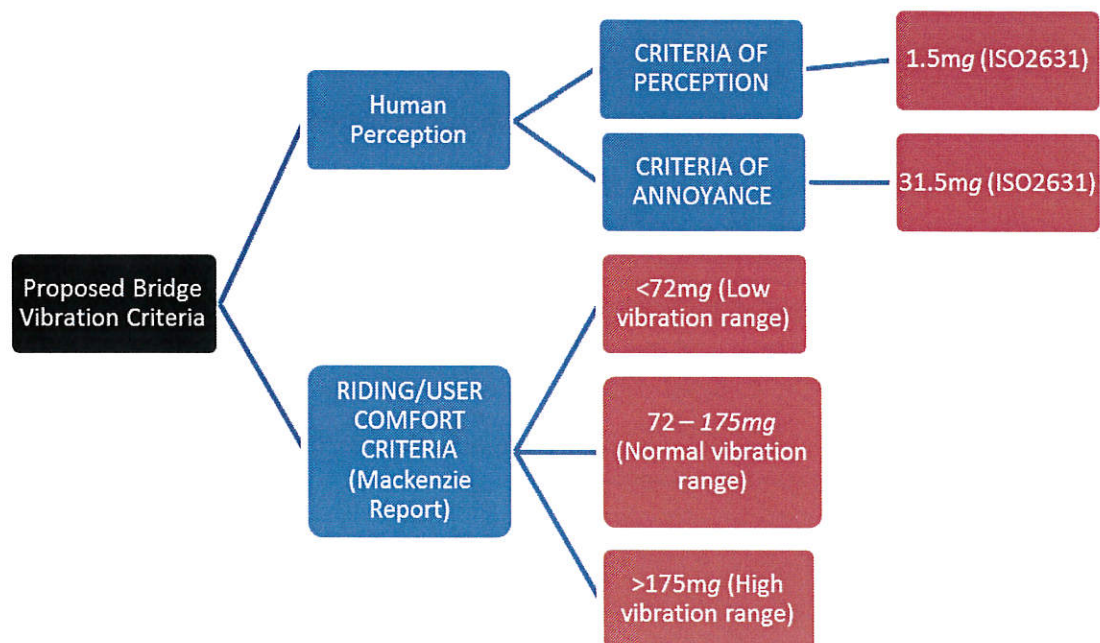 Proposed Bridge
Vibration Criteria
Human
Perception
CRITERIA OF
PERCEPTION
1.5mg (ISO2631)
CRITERIA OF
ANNOYANCE
31.5mg (ISO2631)
RIDING/USER
COMFORT
CRITERIA
(Mackenzie
Report)
<72mg (Low
vibration range)
72 – 175mg
(Normal vibration
range)
>175mg (High
vibration range)